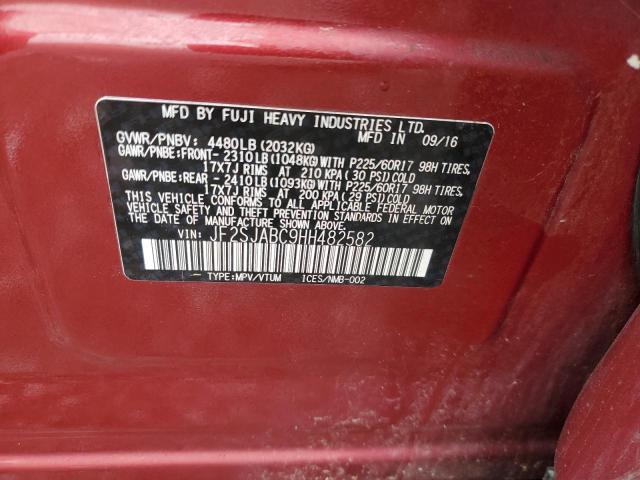 MFD BY FUJI HEAVY INDUSTRIES LTD.
MFD IN 09/16
GVWR/PNBV: 4480LB (2032KG)
GAWR/PNBE:FRONT-2310LB(1048KG)WITH P225/60R17 98H TIRES,
17X7J RIMS AT 210 KPA (30 PSI)COLD
GAWR/PNBE:REAR -2410LB(1093KG)WITH P225/60R17 98H TIRES,
17X7J RIMS AT 200 KPA (29 PSI)COLD
THIS VEHICLE CONFORMS TO ALL APPLICABLE FEDERAL MOTOR
VEHICLE SAFETY, BUMPER, AND THEFT PREVENTION STANDARDS IN EFFECT ON
THE DATE OF MANUFACTURE SHOWN ABOVE.
VIN: JF2SJABC9HH482582
TYPE:MPV/VTUM ICES/NMB-002